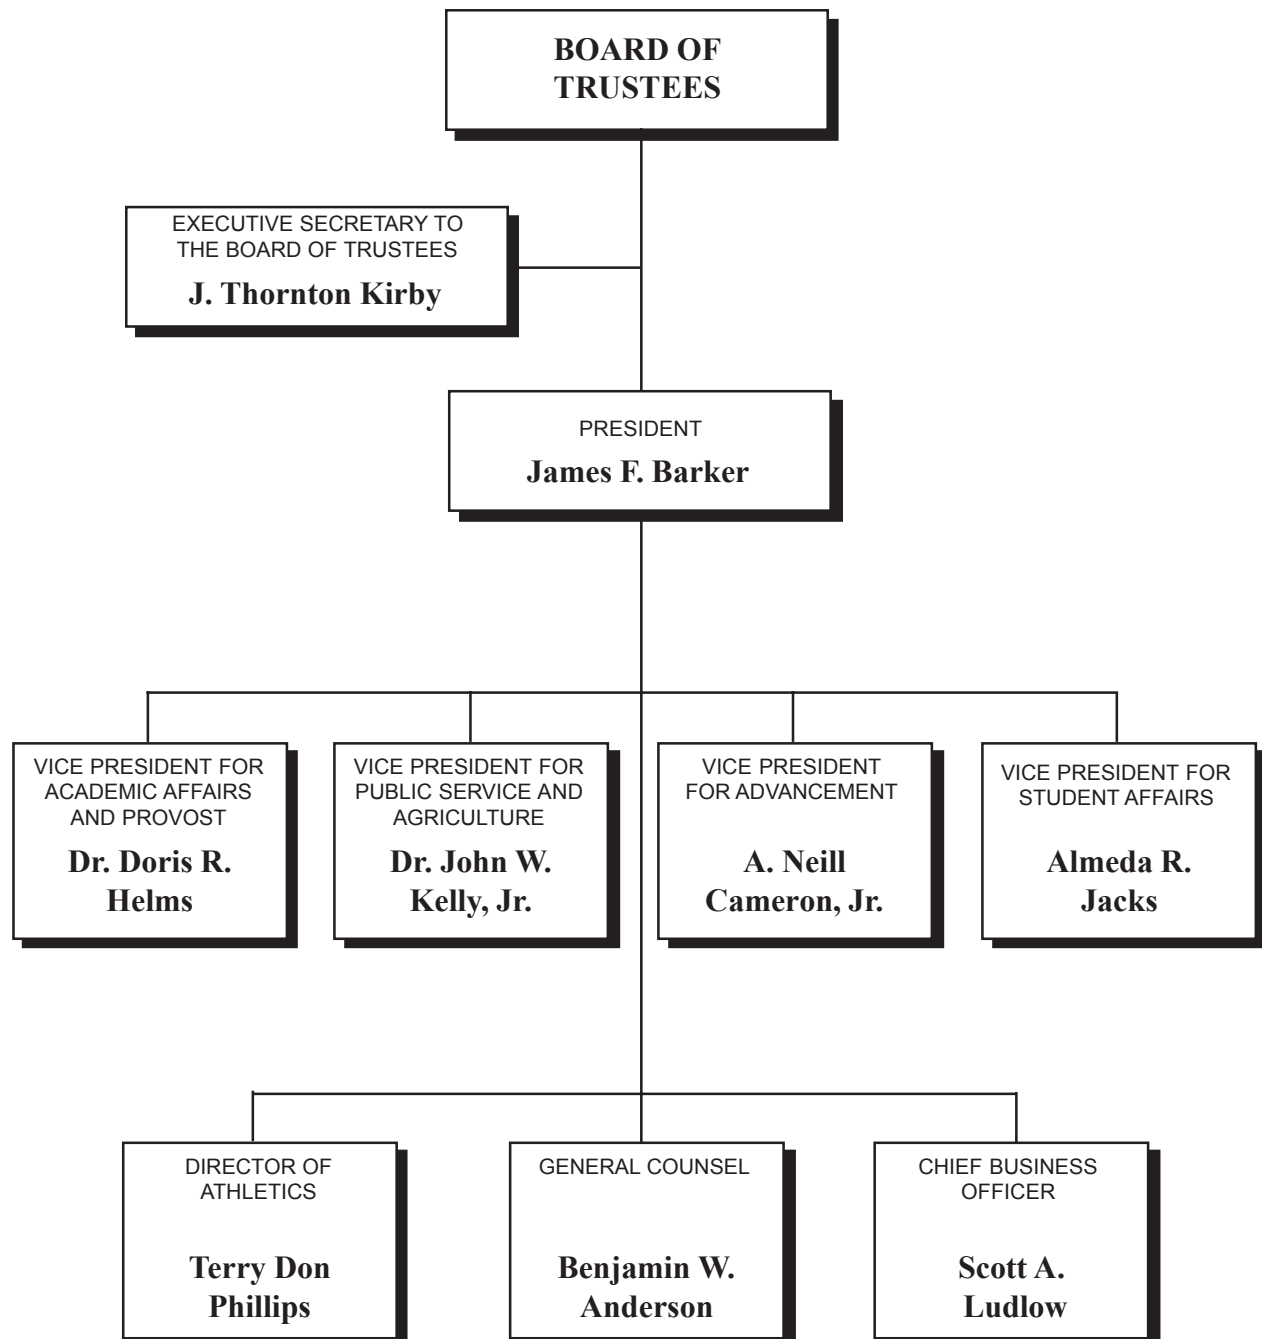 BOARD OF
TRUSTEES
EXECUTIVE SECRETARY TO
THE BOARD OF TRUSTEES
J. Thornton Kirby
PRESIDENT
James F. Barker
VICE PRESIDENT FOR
ACADEMIC AFFAIRS
AND PROVOST
Dr. Doris R.
Helms
VICE PRESIDENT FOR
PUBLIC SERVICE AND
AGRICULTURE
Dr. John W.
Kelly, Jr.
VICE PRESIDENT
FOR ADVANCEMENT
A. Neill
Cameron, Jr.
VICE PRESIDENT FOR
STUDENT AFFAIRS
Almeda R.
Jacks
DIRECTOR OF
ATHLETICS
Terry Don
Phillips
GENERAL COUNSEL
Benjamin W.
Anderson
CHIEF BUSINESS
OFFICER
Scott A.
Ludlow